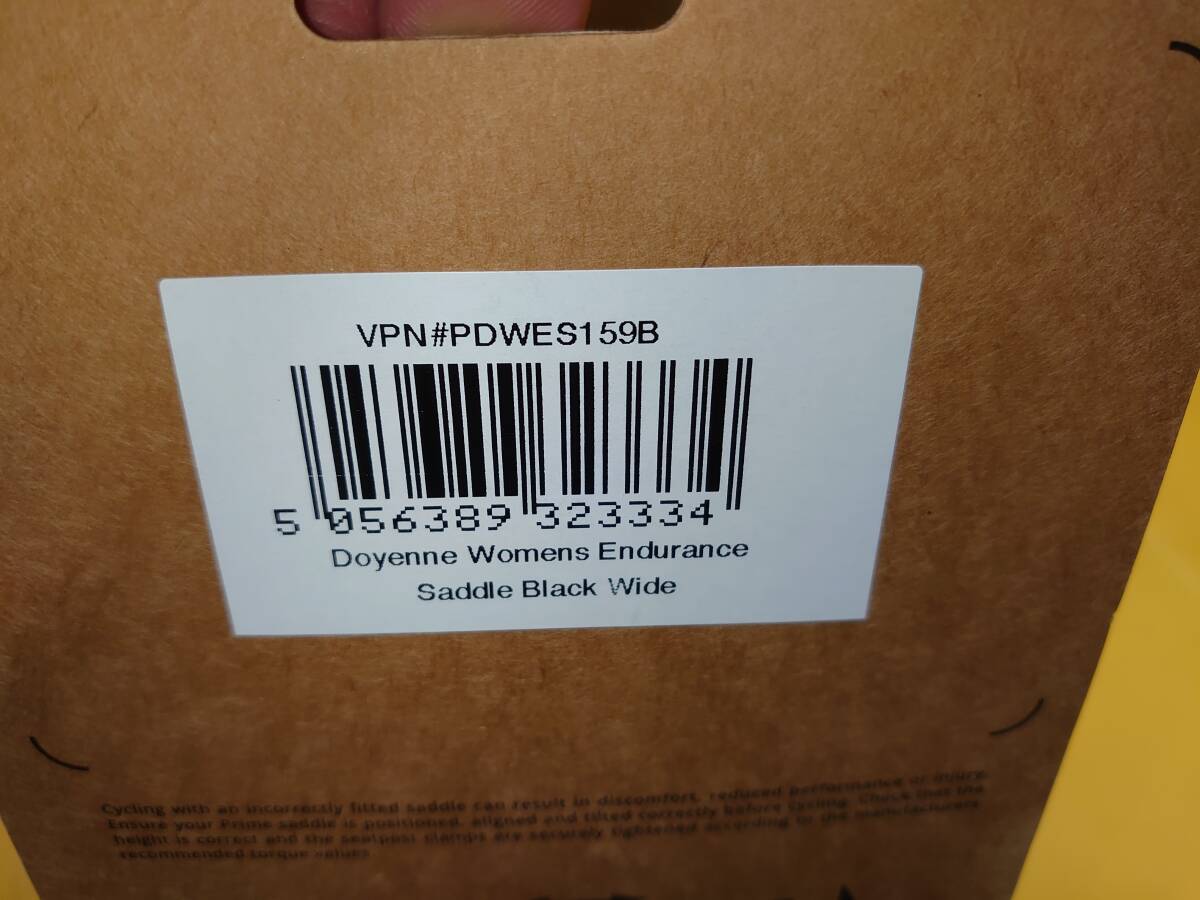 VPN#PDWES159B
5 056389 323334
Doyenne Womens Endurance
Saddle Black Wide
Cycling with an incorrectly fitted saddle can result in discomfort, reduced performance or injury.
Ensure your Prime saddle is positioned, aligned and tilted correctly before cycling. Check that the
height is correct and the seatpost clamps are securely tightened according to the manufacturers
recommended torque values